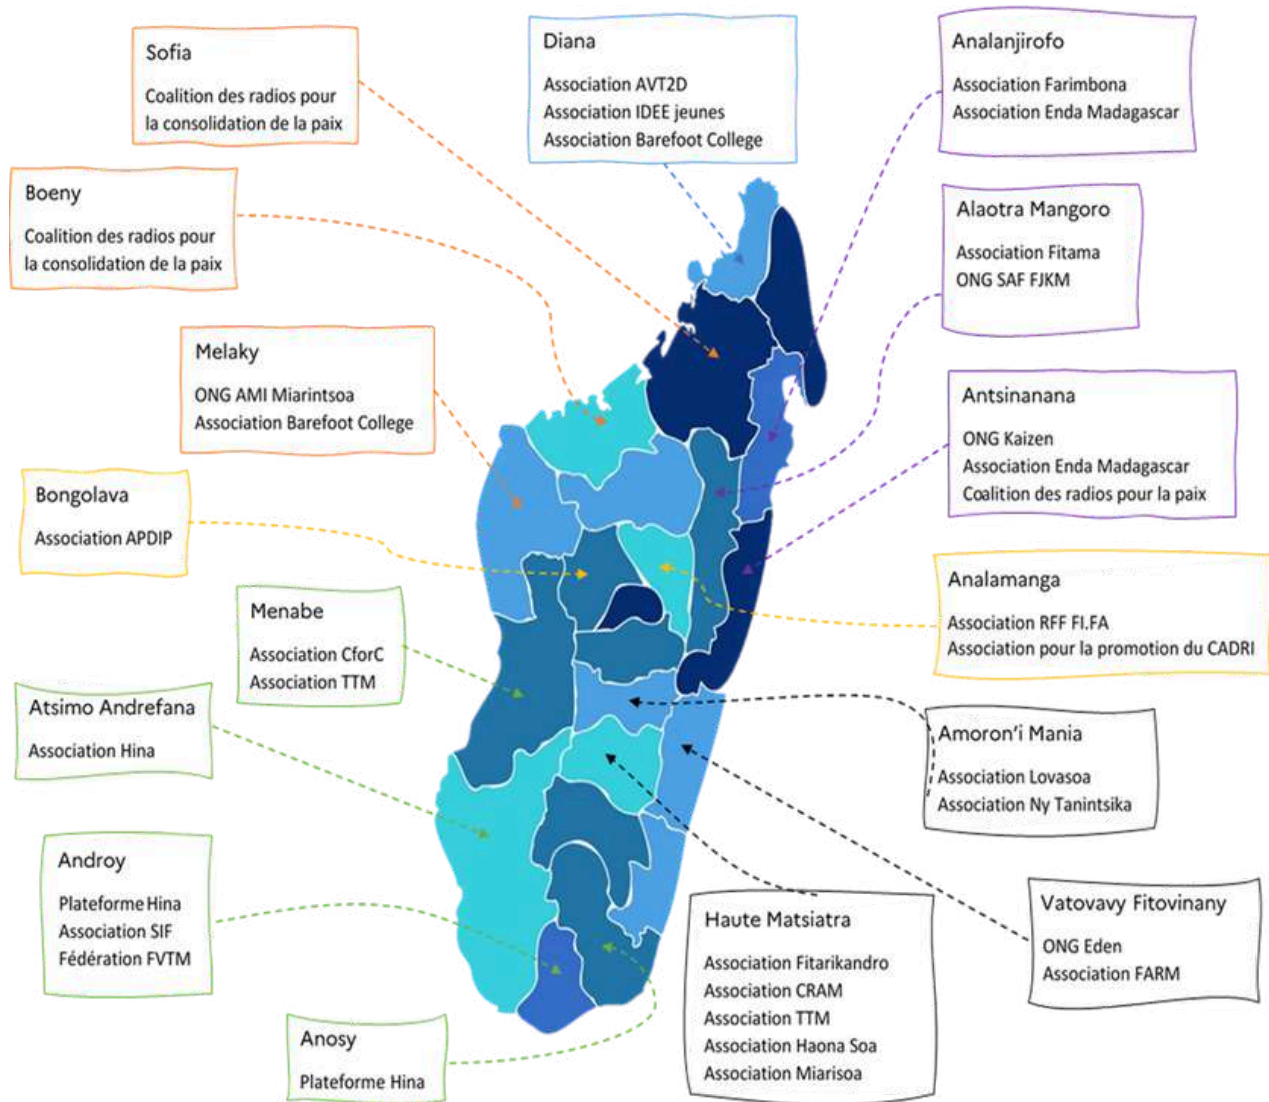 Sofia
Coalition des radios pour
la consolidation de la paix
Diana
Association AVT2D
Association IDEE jeunes
Association Barefoot College
Analanjirofo
Association Farimbona
Association Enda Madagascar
Boeny
Coalition des radios pour
la consolidation de la paix
Alaotra Mangoro
Association Fitama
ONG SAF FJKM
Melaky
ONG AMI Miarintsoa
Association Barefoot College
Antsinanana
ONG Kaizen
Association Enda Madagascar
Coalition des radios pour la paix
Bongolava
Association APDIP
Analamanga
Association RFF FI.FA
Association pour la promotion du CADRI
Menabe
Association CforC
Association TTM
Atsimo Andrefana
Association Hina
Amoron'i Mania
Association Lovasoa
Association Ny Tanintsika
Androy
Plateforme Hina
Association SIF
Fédération FVTM
Haute Matsiatra
Association Fitarikandro
Association CRAM
Association TTM
Association Haona Soa
Association Miarisoa
Vatovavy Fitovinany
ONG Eden
Association FARM
Anosy
Plateforme Hina